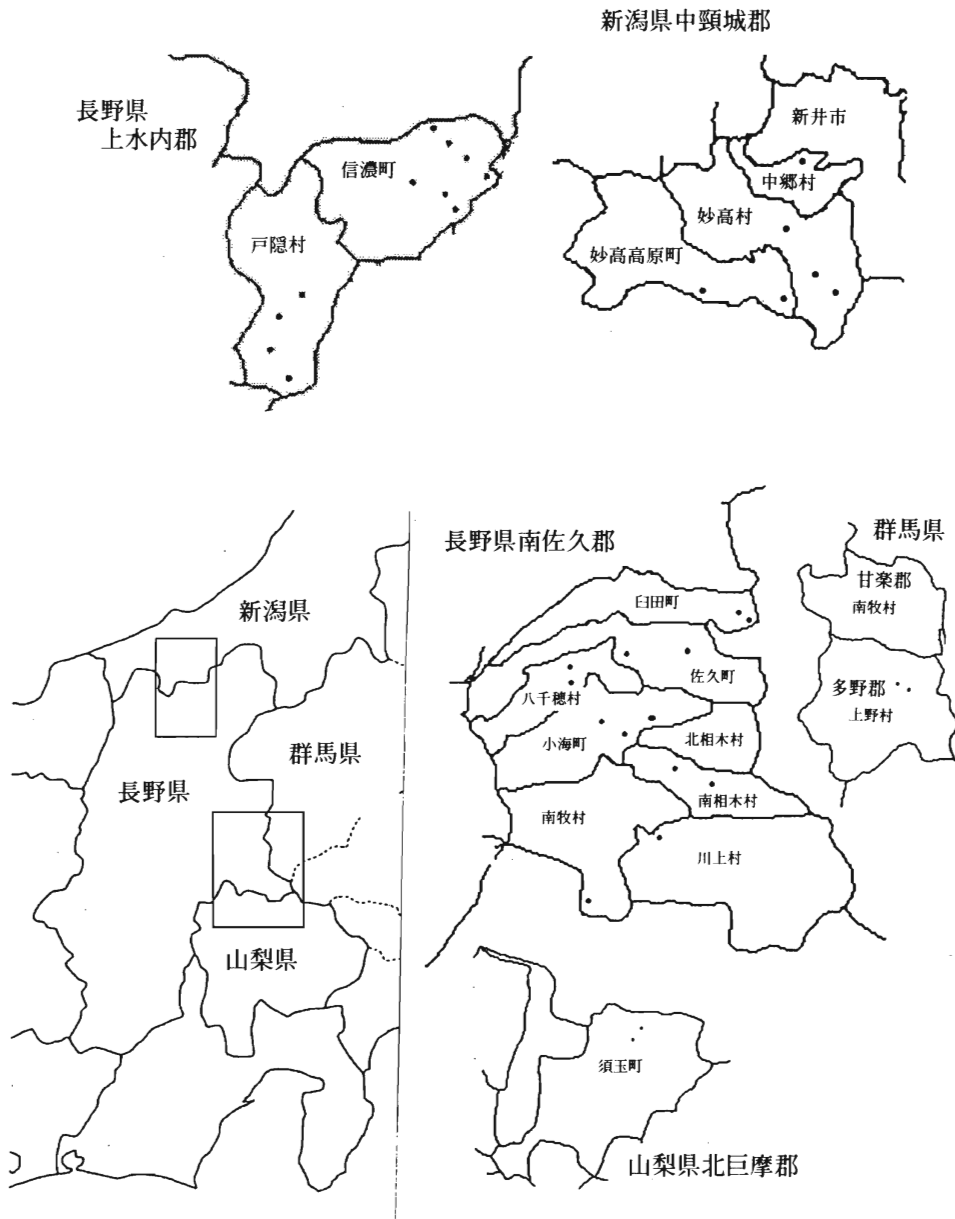 新潟県中頸城郡
長野県
上水内郡
信濃町
戸隠村
新井市
中郷村
妙高村
妙高高原町
新潟県
群馬県
長野県
山梨県
長野県南佐久郡
臼田町
佐久町
八千穂村
小海町
北相木村
南相木村
南牧村
川上村
群馬県
甘楽郡
南牧村
多野郡
上野村
須玉町
山梨県北巨摩郡